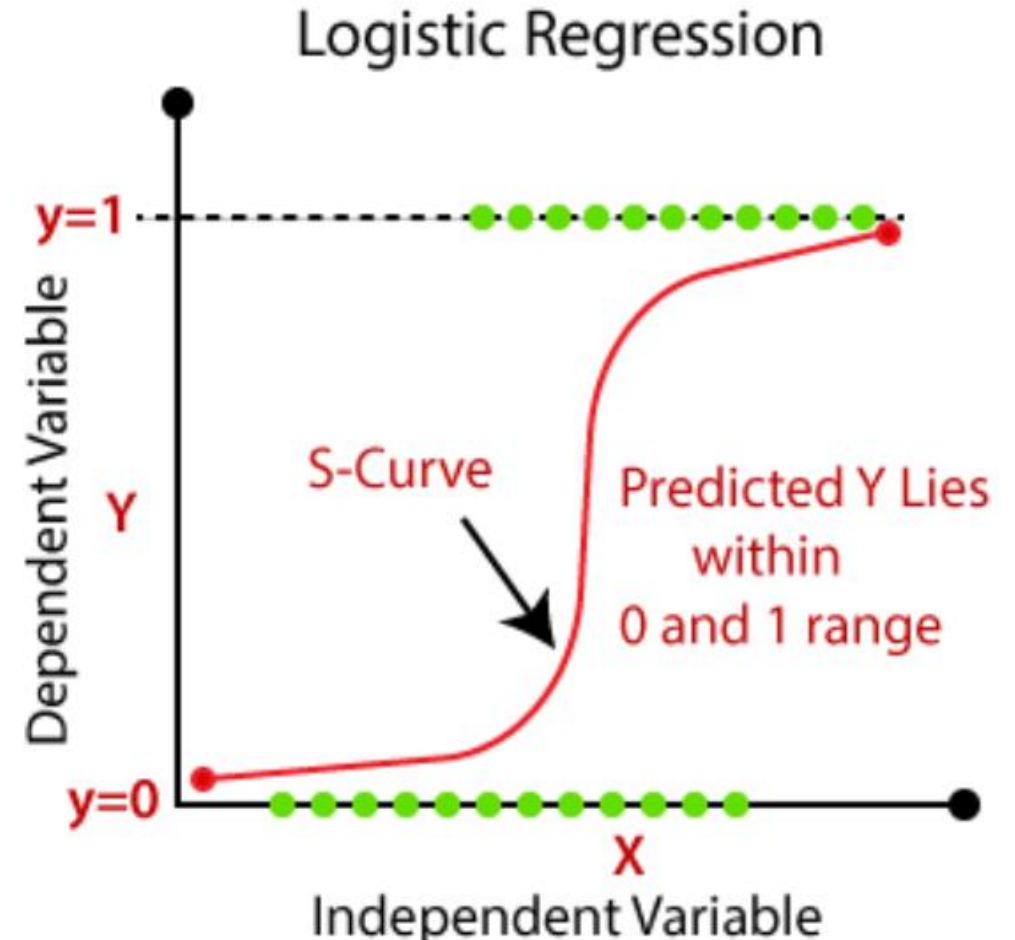 Logistic Regression
y=1
Dependent Variable
Y
S-Curve
Predicted Y Lies
within
0 and 1 range
y=0
X
Independent Variable